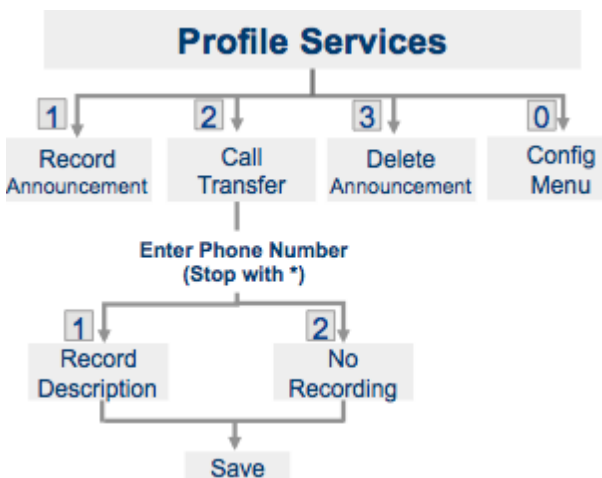 Profile Services
1 2 3 0
Record Call Delete Config
Announcement Transfer Announcement Menu
Enter Phone Number
(Stop with *)
1 2
Record No
Description Recording
Save